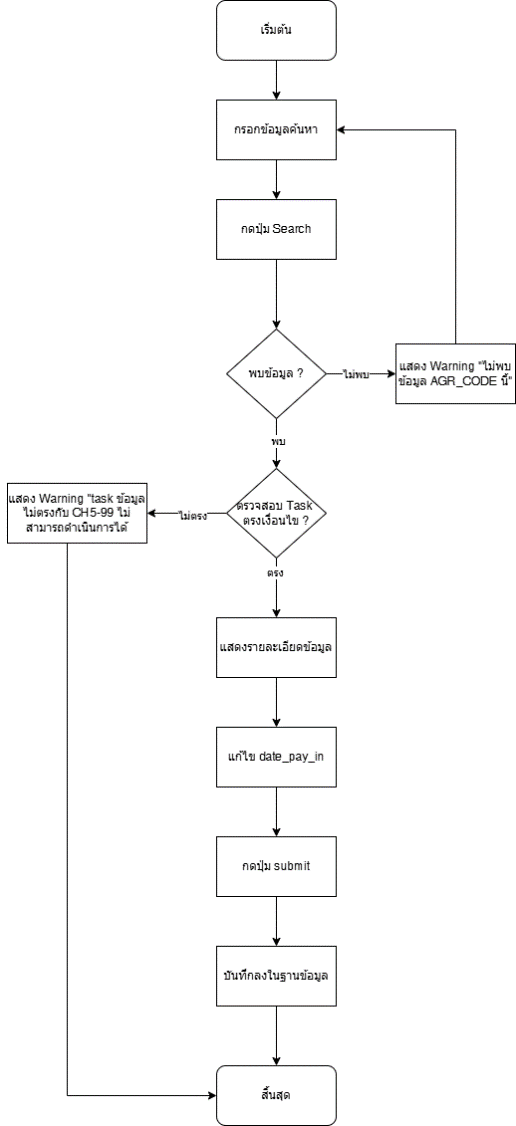 เริ่มต้น
กรอกข้อมูลค้นหา
กดปุ่ม Search
พบข้อมูล ?
ไม่พบ
แสดง Warning "ไม่พบ
ข้อมูล AGR_CODE นี้"
พบ
ตรวจสอบ Task
ตรงเงื่อนไข ?
ไม่ตรง
แสดง Warning "task ข้อมูล
ไม่ตรงกับ CH5-99 ไม่
สามารถดำเนินการได้
ตรง
แสดงรายละเอียดข้อมูล
แก้ไข date_pay_in
กดปุ่ม submit
บันทึกลงในฐานข้อมูล
สิ้นสุด